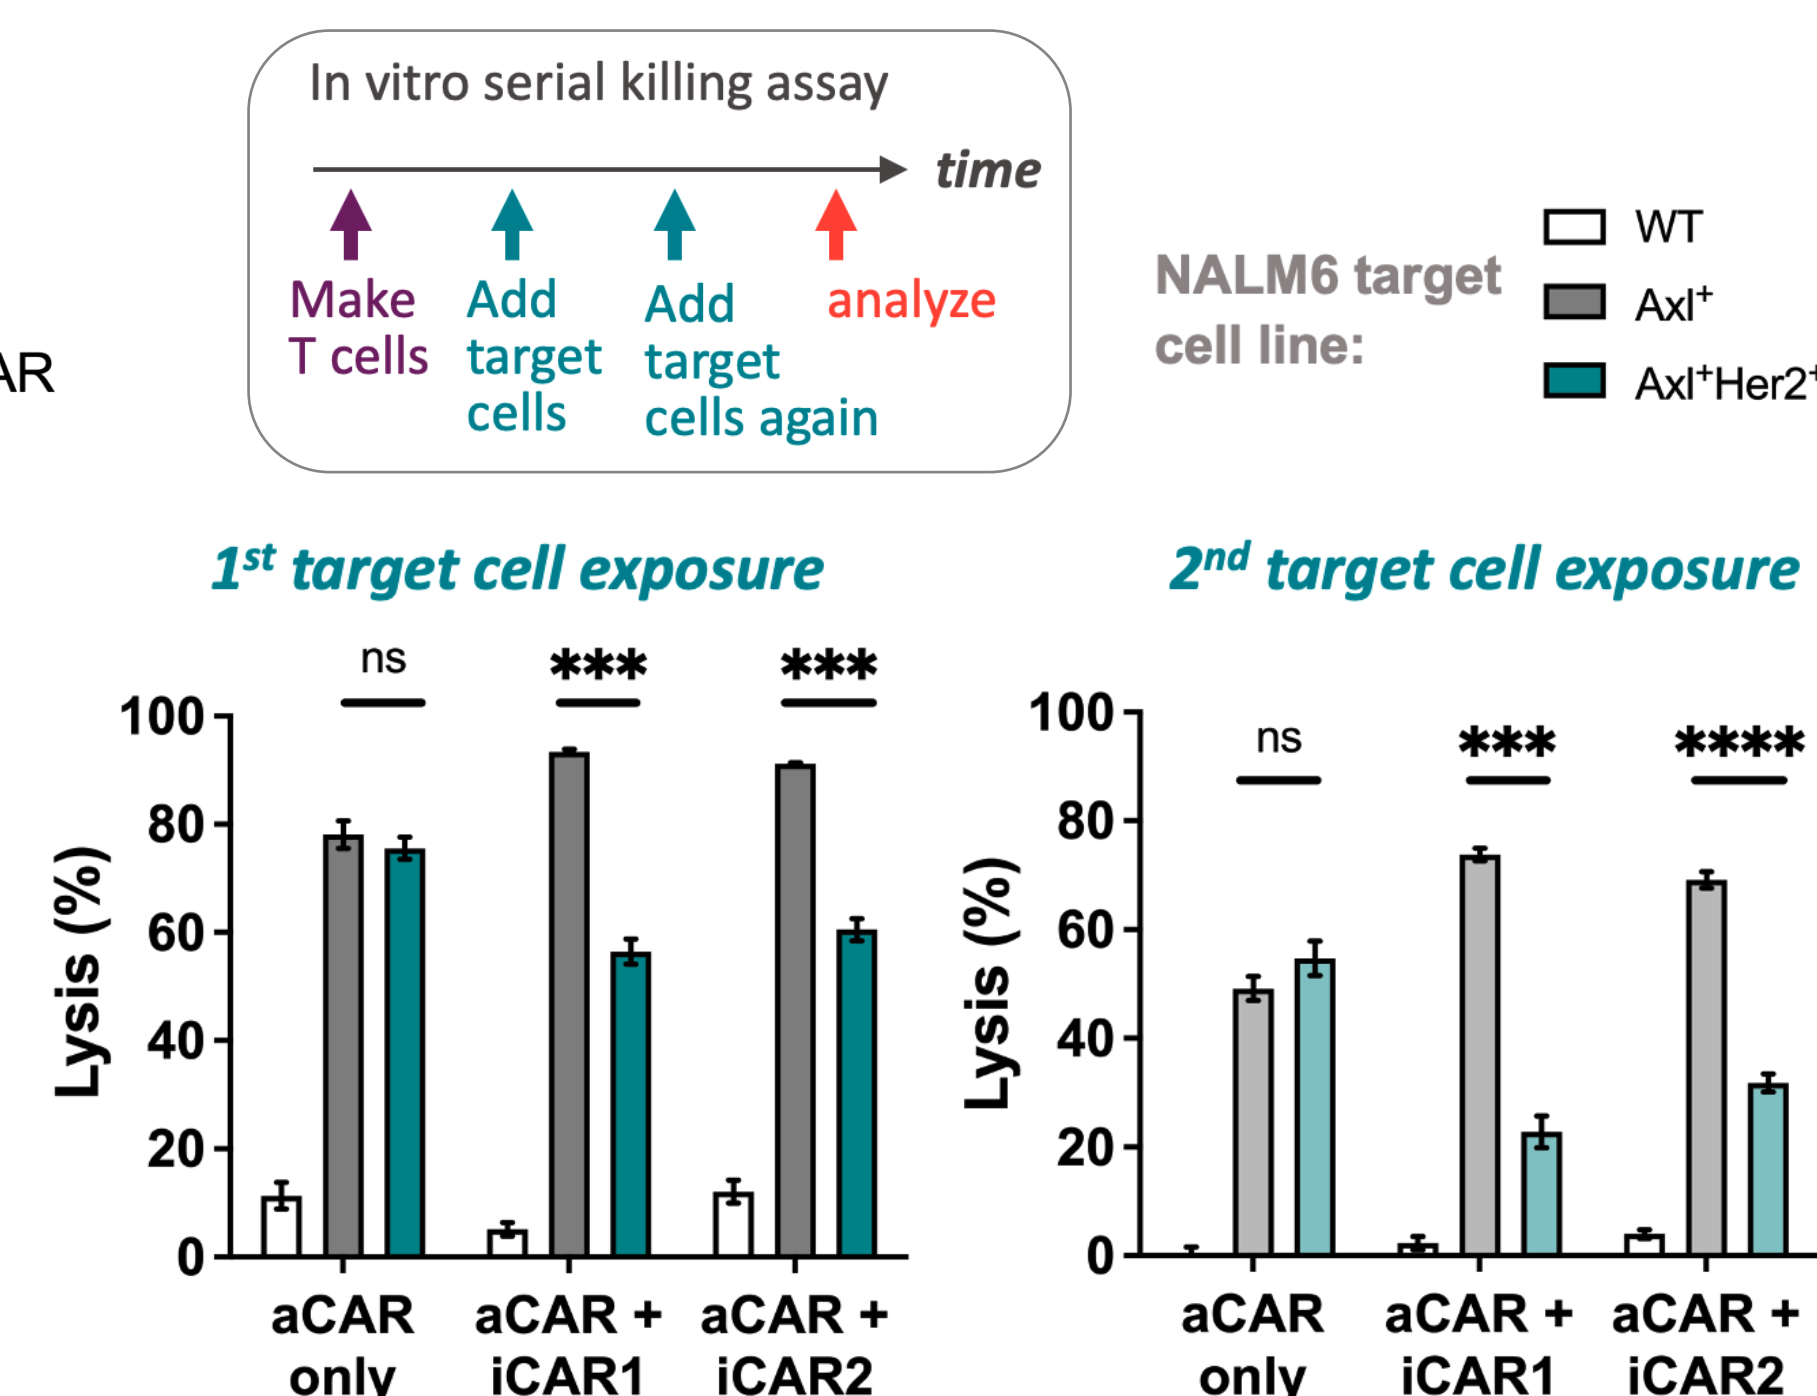 In vitro serial killing assay
time
Make
T cells
Add
target
cells
Add
target
cells again
analyze
AR
NALM6 target
cell line:
WT
Axl⁺
Axl⁺Her2⁺
1st target cell exposure
ns
***
***
Lysis (%)
100
80
60
40
20
0
aCAR
only
aCAR +
iCAR1
aCAR +
iCAR2
2nd target cell exposure
ns
***
****
Lysis (%)
100
80
60
40
20
0
aCAR
only
aCAR +
iCAR1
aCAR +
iCAR2